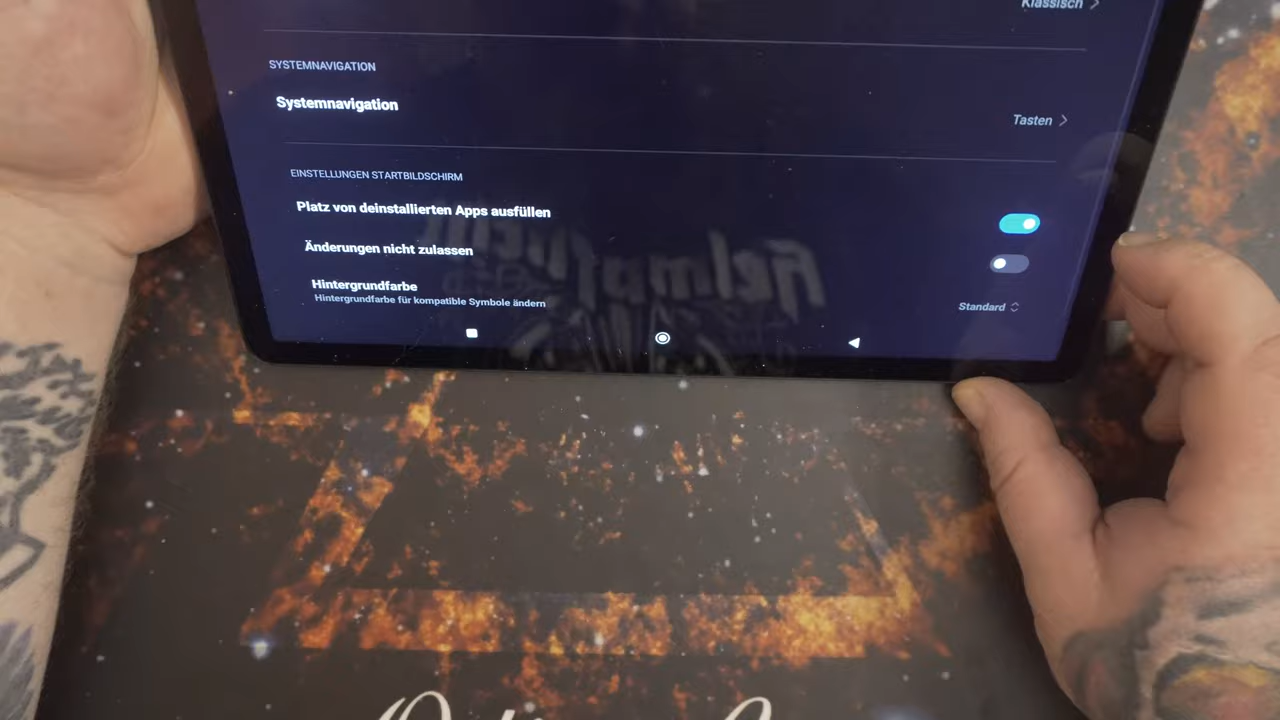 Klassisch
SYSTEMNAVIGATION
Systemnavigation
Tasten
EINSTELLUNGEN STARTBILDSCHIRM
Platz von deinstallierten Apps ausfüllen
Änderungen nicht zulassen
Hintergrundfarbe
Hintergrundfarbe für kompatible Symbole ändern
Standard